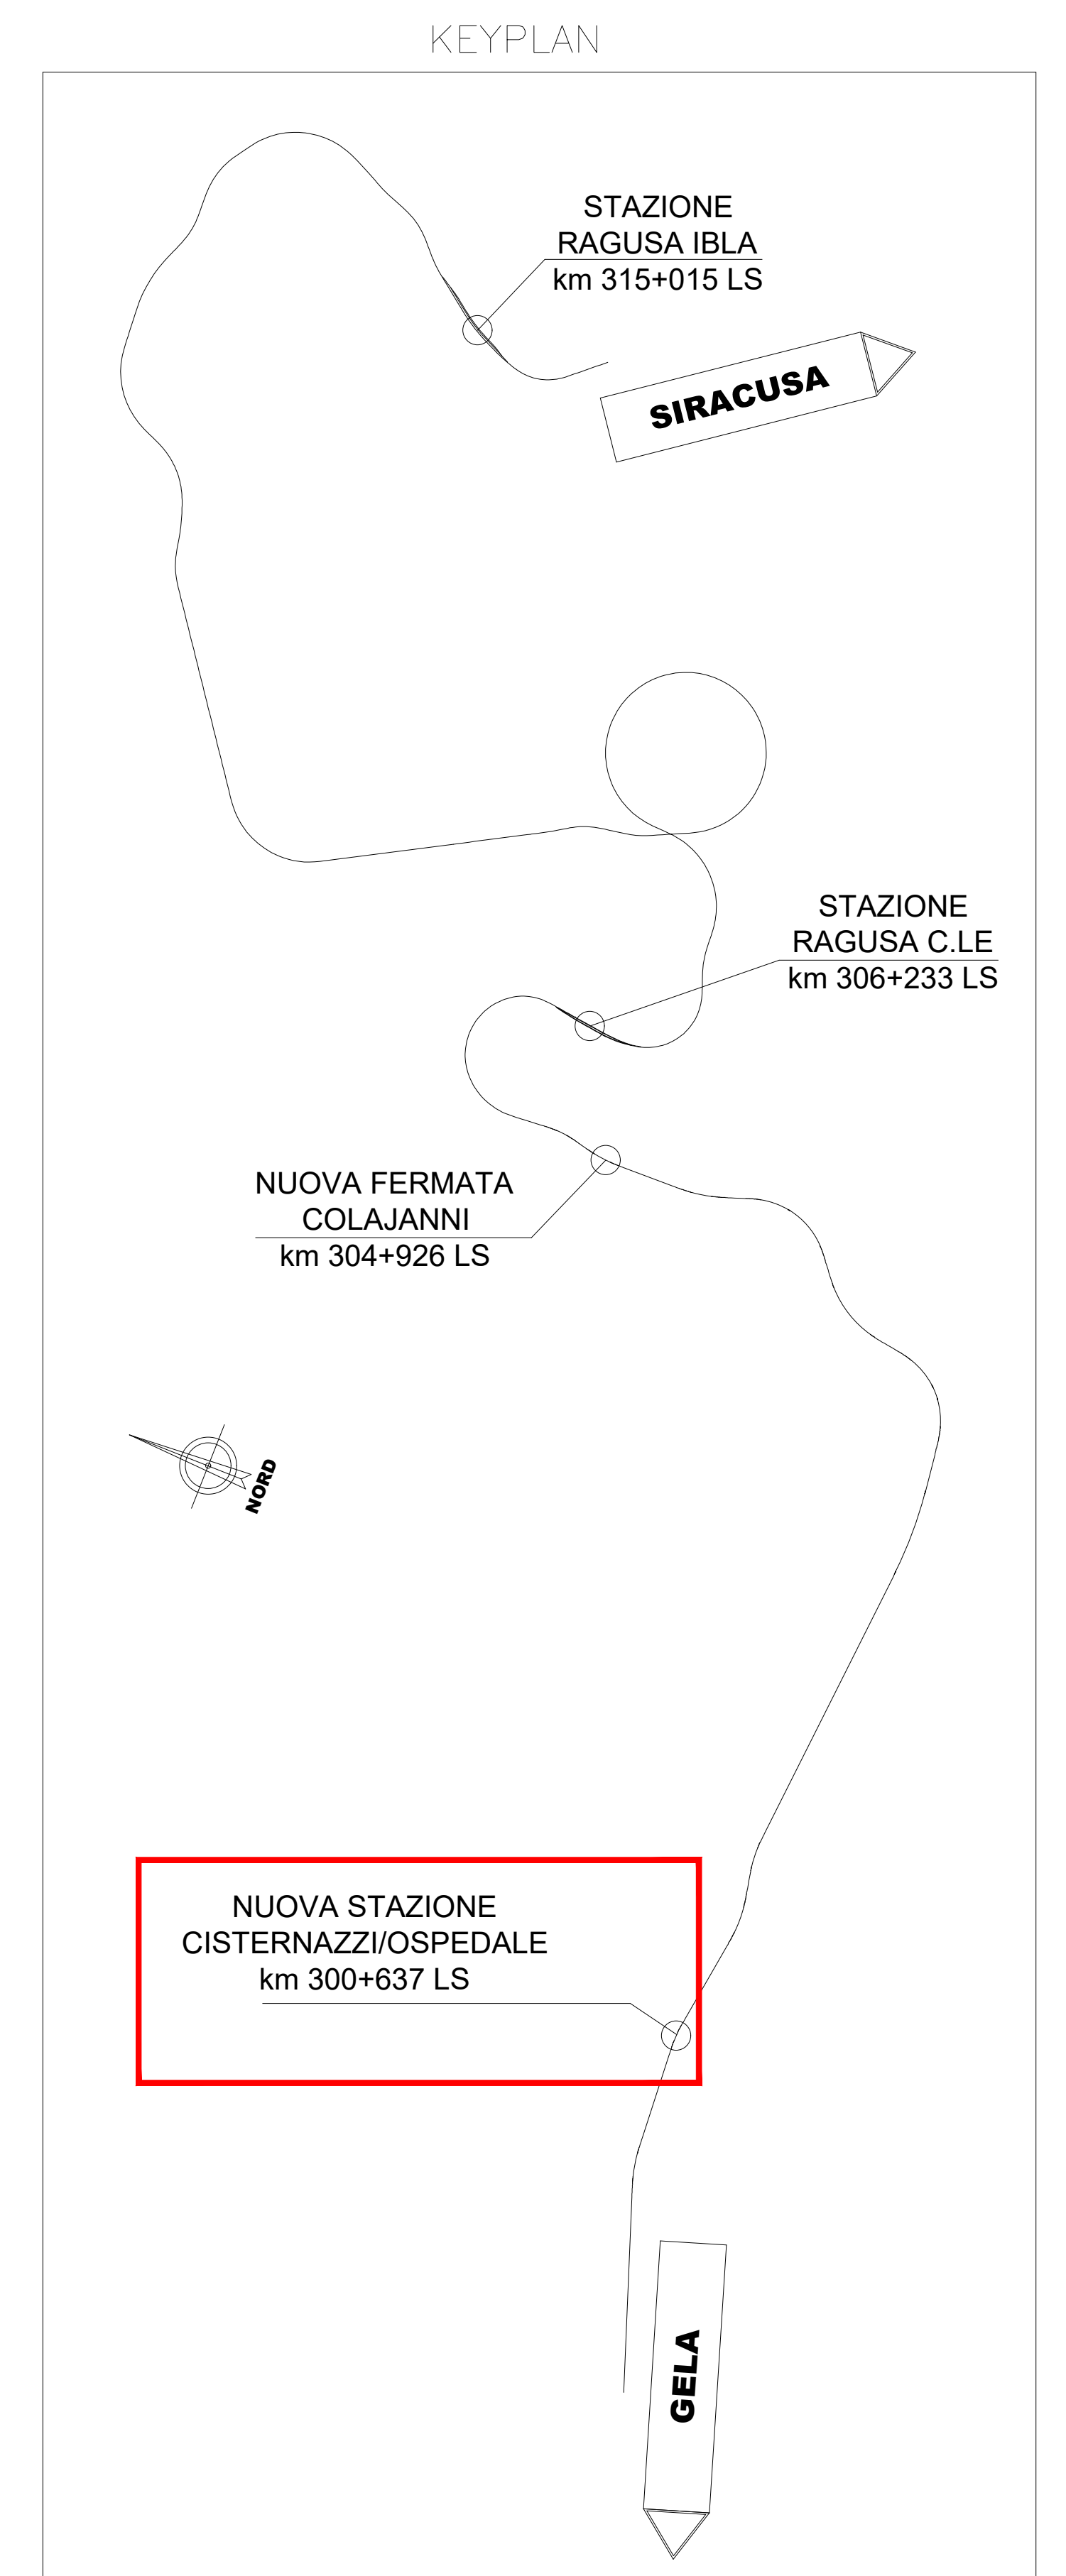 KEYPLAN
STAZIONE
RAGUSA IBLA
km 315+015 LS
SIRACUSA
STAZIONE
RAGUSA C.LE
km 306+233 LS
NUOVA FERMATA
COLAJANNI
km 304+926 LS
NORD
NUOVA STAZIONE
CISTERNAZZI/OSPEDALE
km 300+637 LS
GELA